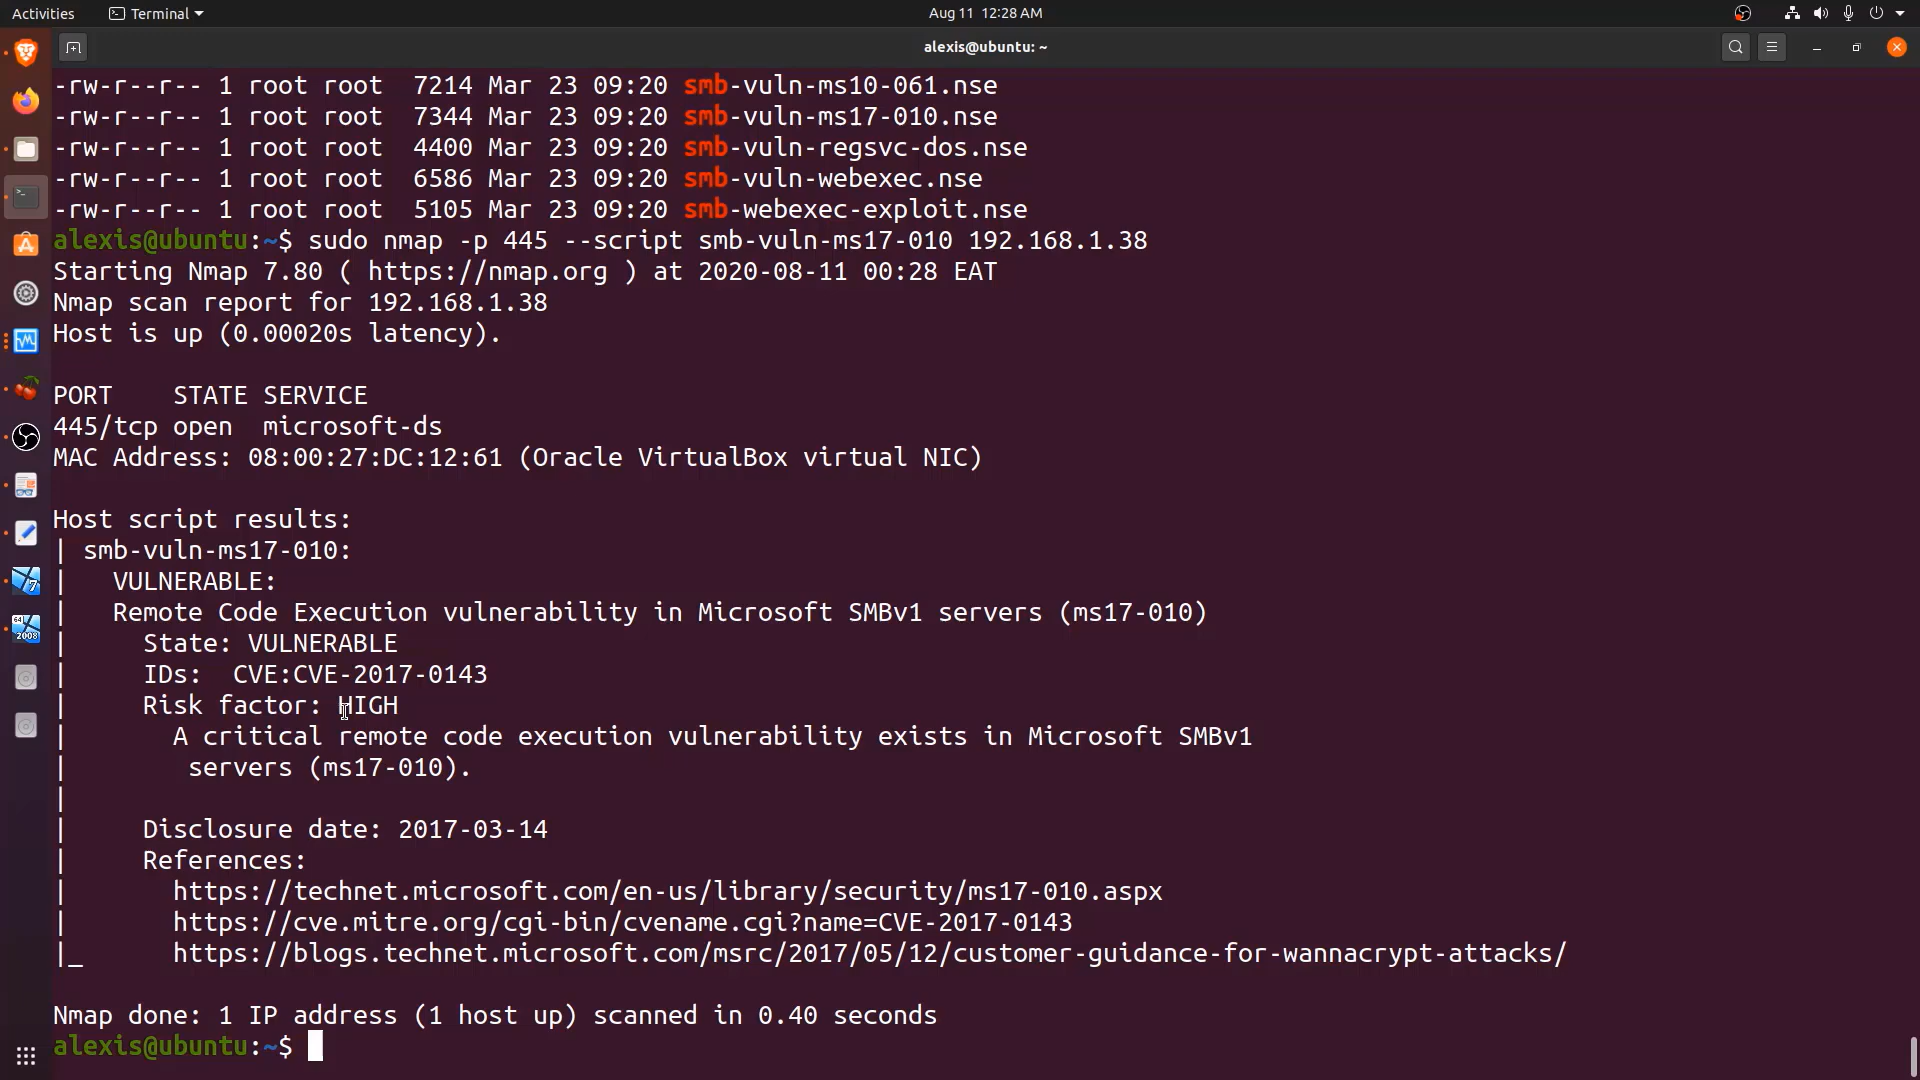 Activities
Terminal
Aug 11 12:28 AM
alexis@ubuntu: ~
-rw-r--r-- 1 root root  7214 Mar 23 09:20 smb-vuln-ms10-061.nse
-rw-r--r-- 1 root root  7344 Mar 23 09:20 smb-vuln-ms17-010.nse
-rw-r--r-- 1 root root  4400 Mar 23 09:20 smb-vuln-regsvc-dos.nse
-rw-r--r-- 1 root root  6586 Mar 23 09:20 smb-vuln-webexec.nse
-rw-r--r-- 1 root root  5105 Mar 23 09:20 smb-webexec-exploit.nse
alexis@ubuntu:~$ sudo nmap -p 445 --script smb-vuln-ms17-010 192.168.1.38
Starting Nmap 7.80 ( https://nmap.org ) at 2020-08-11 00:28 EAT
Nmap scan report for 192.168.1.38
Host is up (0.00020s latency).
PORT    STATE SERVICE
445/tcp open  microsoft-ds
MAC Address: 08:00:27:DC:12:61 (Oracle VirtualBox virtual NIC)
Host script results:
| smb-vuln-ms17-010:
|   VULNERABLE:
|   Remote Code Execution vulnerability in Microsoft SMBv1 servers (ms17-010)
|     State: VULNERABLE
|     IDs:  CVE:CVE-2017-0143
|     Risk factor: HIGH
|       A critical remote code execution vulnerability exists in Microsoft SMBv1
|        servers (ms17-010).
|
|     Disclosure date: 2017-03-14
|     References:
|       https://technet.microsoft.com/en-us/library/security/ms17-010.aspx
|       https://cve.mitre.org/cgi-bin/cvename.cgi?name=CVE-2017-0143
|_      https://blogs.technet.microsoft.com/msrc/2017/05/12/customer-guidance-for-wannacrypt-attacks/
Nmap done: 1 IP address (1 host up) scanned in 0.40 seconds
alexis@ubuntu:~$
7
64
2008